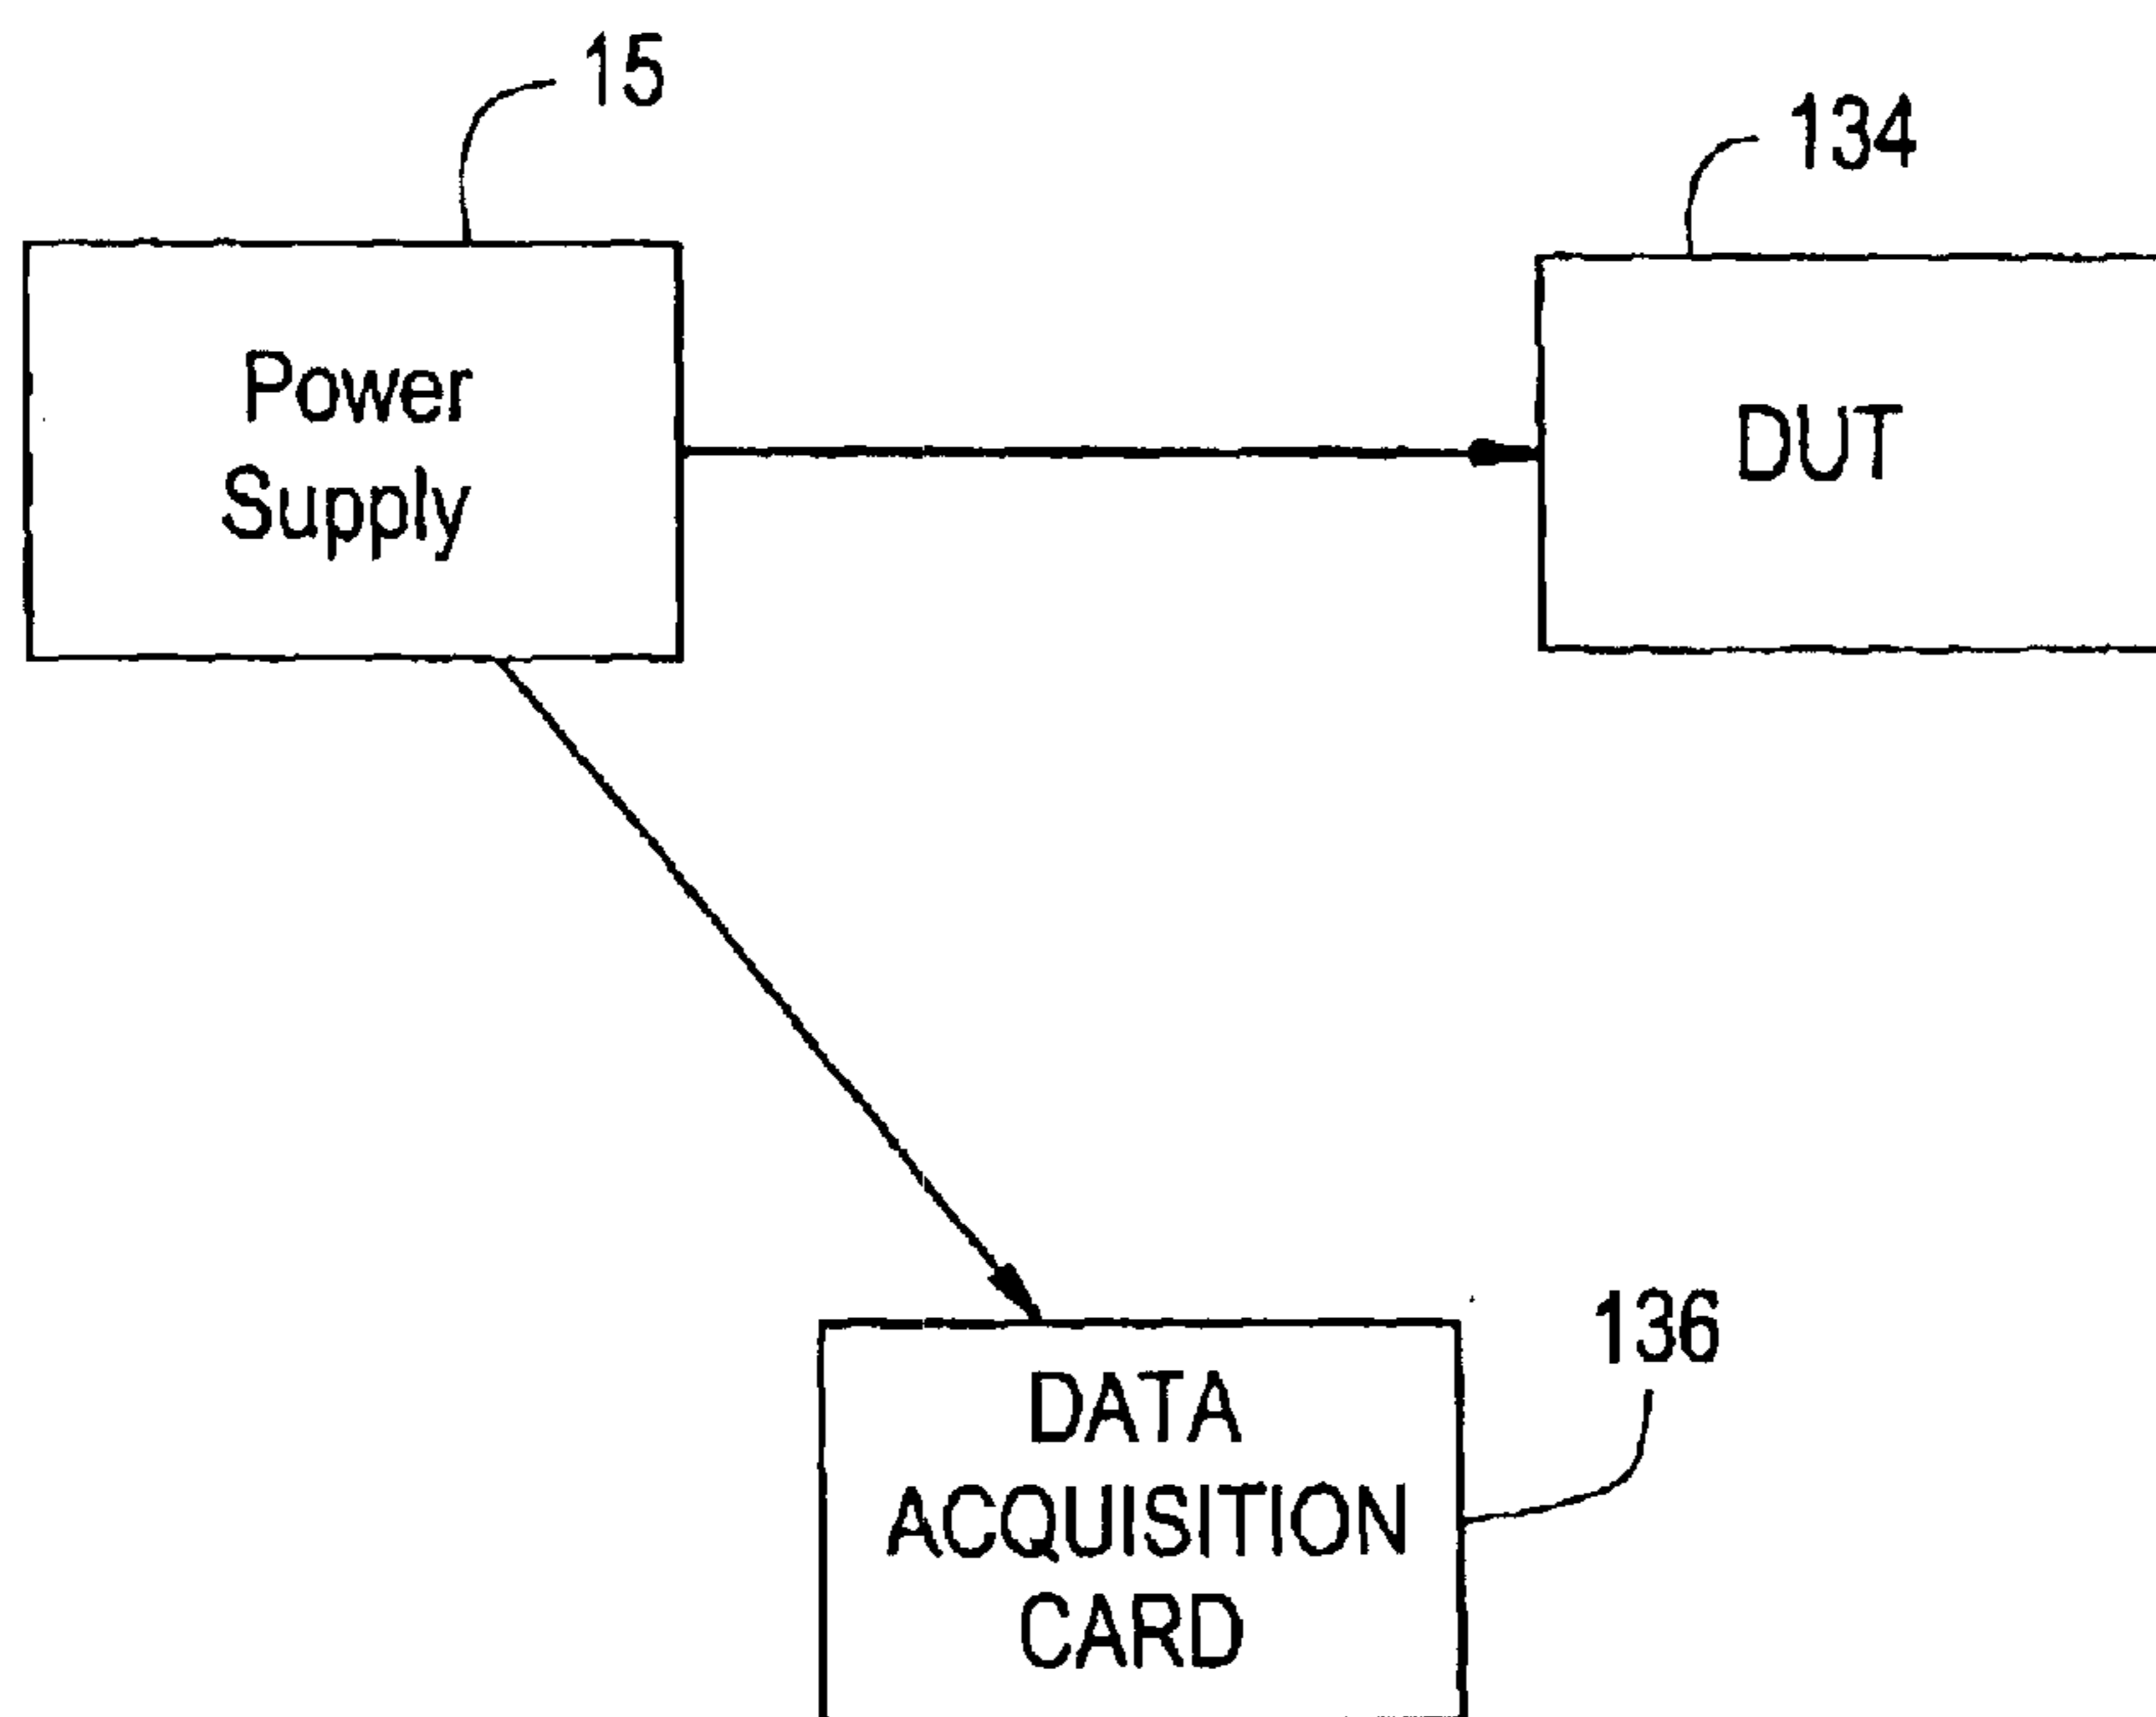 15
134
Power
Supply
DUT
136
DATA
ACQUISITION
CARD